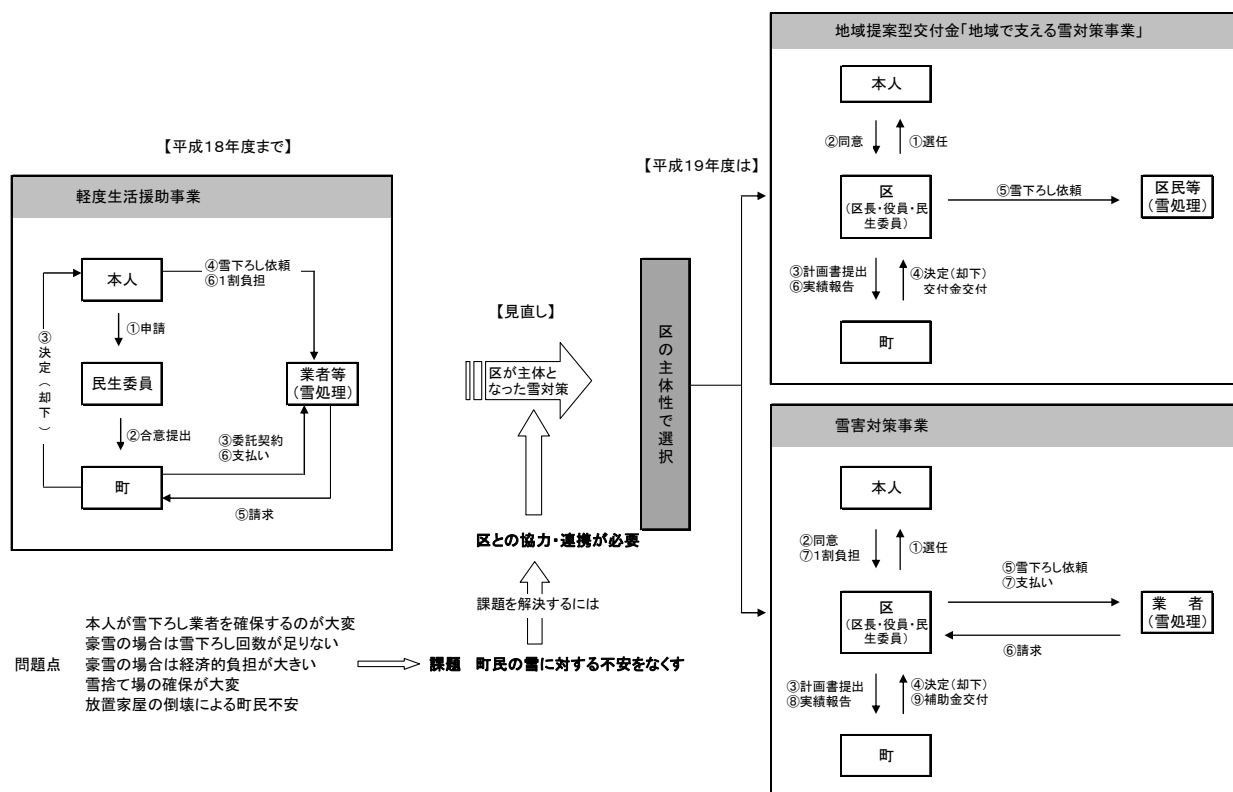 【平成18年度まで】
軽度生活援助事業
本人
④雪下ろし依頼
⑥1割負担
①申請
③決定(却下)
民生委員
業者等
(雪処理)
②合意提出
③委託契約
⑥支払い
町
⑤請求
問題点
本人が雪下ろし業者を確保するのが大変
豪雪の場合は雪下ろし回数が足りない
豪雪の場合は経済的負担が大きい
雪捨て場の確保が大変
放置家屋の倒壊による町民不安
課題 町民の雪に対する不安をなくす
課題を解決するには
区との協力・連携が必要
【見直し】
区が主体と
なった雪対策
区の主体性で選択
【平成19年度は】
地域提案型交付金「地域で支える雪対策事業」
本人
②同意
①選任
区
(区長・役員・民
生委員)
⑤雪下ろし依頼
区民等
(雪処理)
③計画書提出
⑥実績報告
④決定(却下)
交付金交付
町
雪害対策事業
本人
②同意
⑦1割負担
①選任
区
(区長・役員・民
生委員)
⑤雪下ろし依頼
⑦支払い
業 者
(雪処理)
⑥請求
③計画書提出
⑧実績報告
④決定(却下)
⑨補助金交付
町